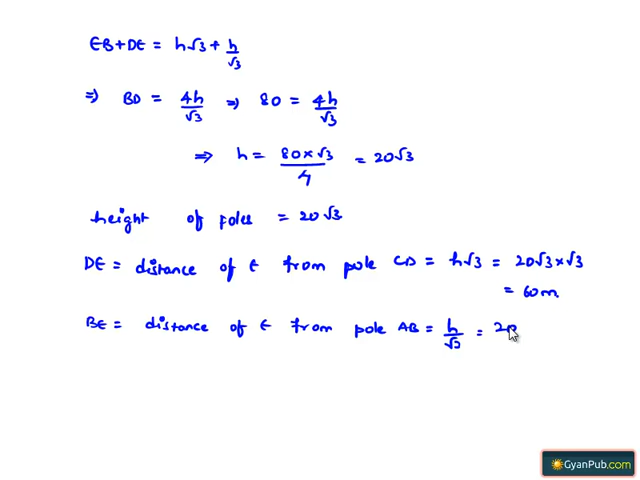 EB+DE = h√3 + h/√3
⇒ BD = 4h/√3 ⇒ 80 = 4h/√3
⇒ h = 80×√3/4 = 20√3
height of poles = 20√3
DE = distance of E from pole CD = h√3 = 20√3×√3
= 60m.
BE = distance of E from pole AB = h/√3 = 20
GyanPub.com